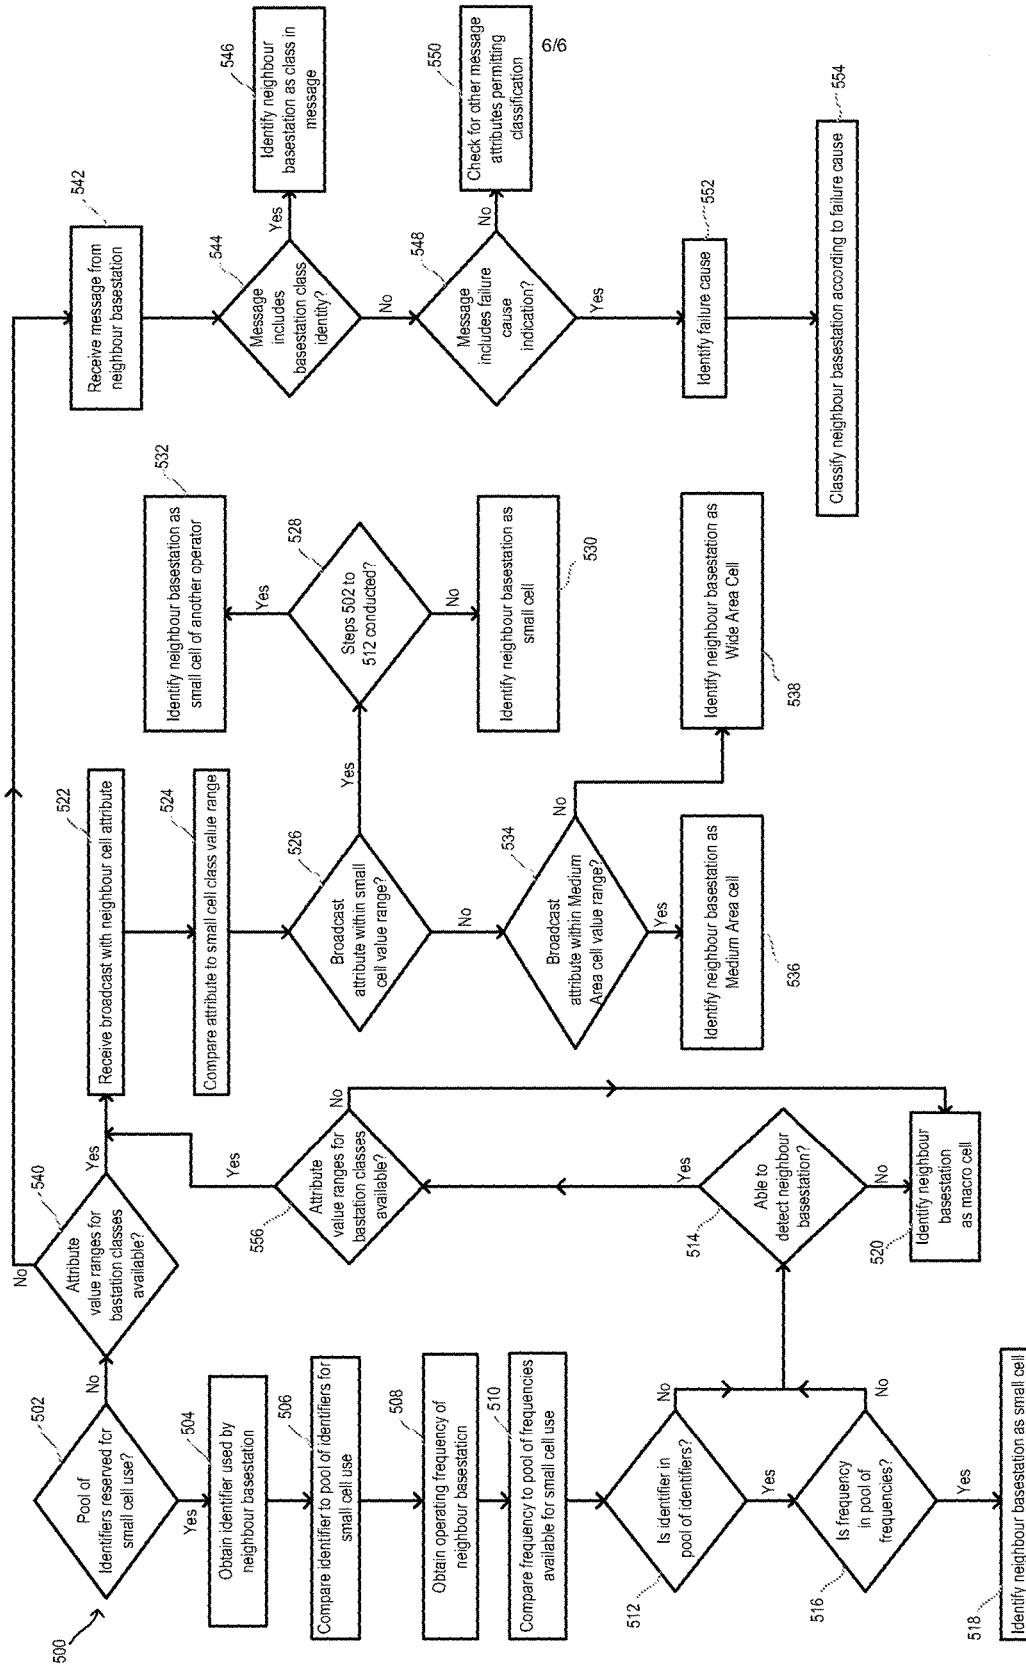 500
502
Pool of
Identifiers reserved for
small cell use?
No
Yes
504
Obtain identifier used by
neighbour basestation
506
Compare identifier to pool of identifiers for
small cell use
508
Obtain operating frequency of
neighbour basestation
510
Compare frequency to pool of frequencies
available for small cell use
512
Is identifier in
pool of identifiers?
No
Yes
516
Is frequency
in pool of
frequencies?
No
Yes
518
Identify neighbour basestation as small cell
540
Attribute
value ranges for
bastation classes
available?
No
Yes
556
Attribute
value ranges for
bastation classes
available?
Yes
No
514
Able to
detect neighbour
basestation?
Yes
No
520
Identify neighbour
basestation
as macro cell
522
Receive broadcast with neighbour cell attribute
524
Compare attribute to small cell class value range
526
Broadcast
attribute within small
cell value range?
Yes
No
534
Broadcast
attribute within Medium
Area cell value range?
No
Yes
536
Identify neighbour basestation as
Medium Area cell
538
Identify neighbour basestation as
Wide Area Cell
528
Steps 502 to
512 conducted?
Yes
No
532
Identify neighbour basestation as
small cell of another operator
530
Identify neighbour basestation as
small cell
542
Receive message from
neighbour basestation
544
Message
includes
basestation class
identity?
Yes
No
546
Identify neighbour
basestation as class in
message
548
Message
includes failure
cause
indication?
No
Yes
550
Check for other message
attributes permitting
classification
552
Identify failure cause
554
Classify neighbour basestation according to failure cause
6/6